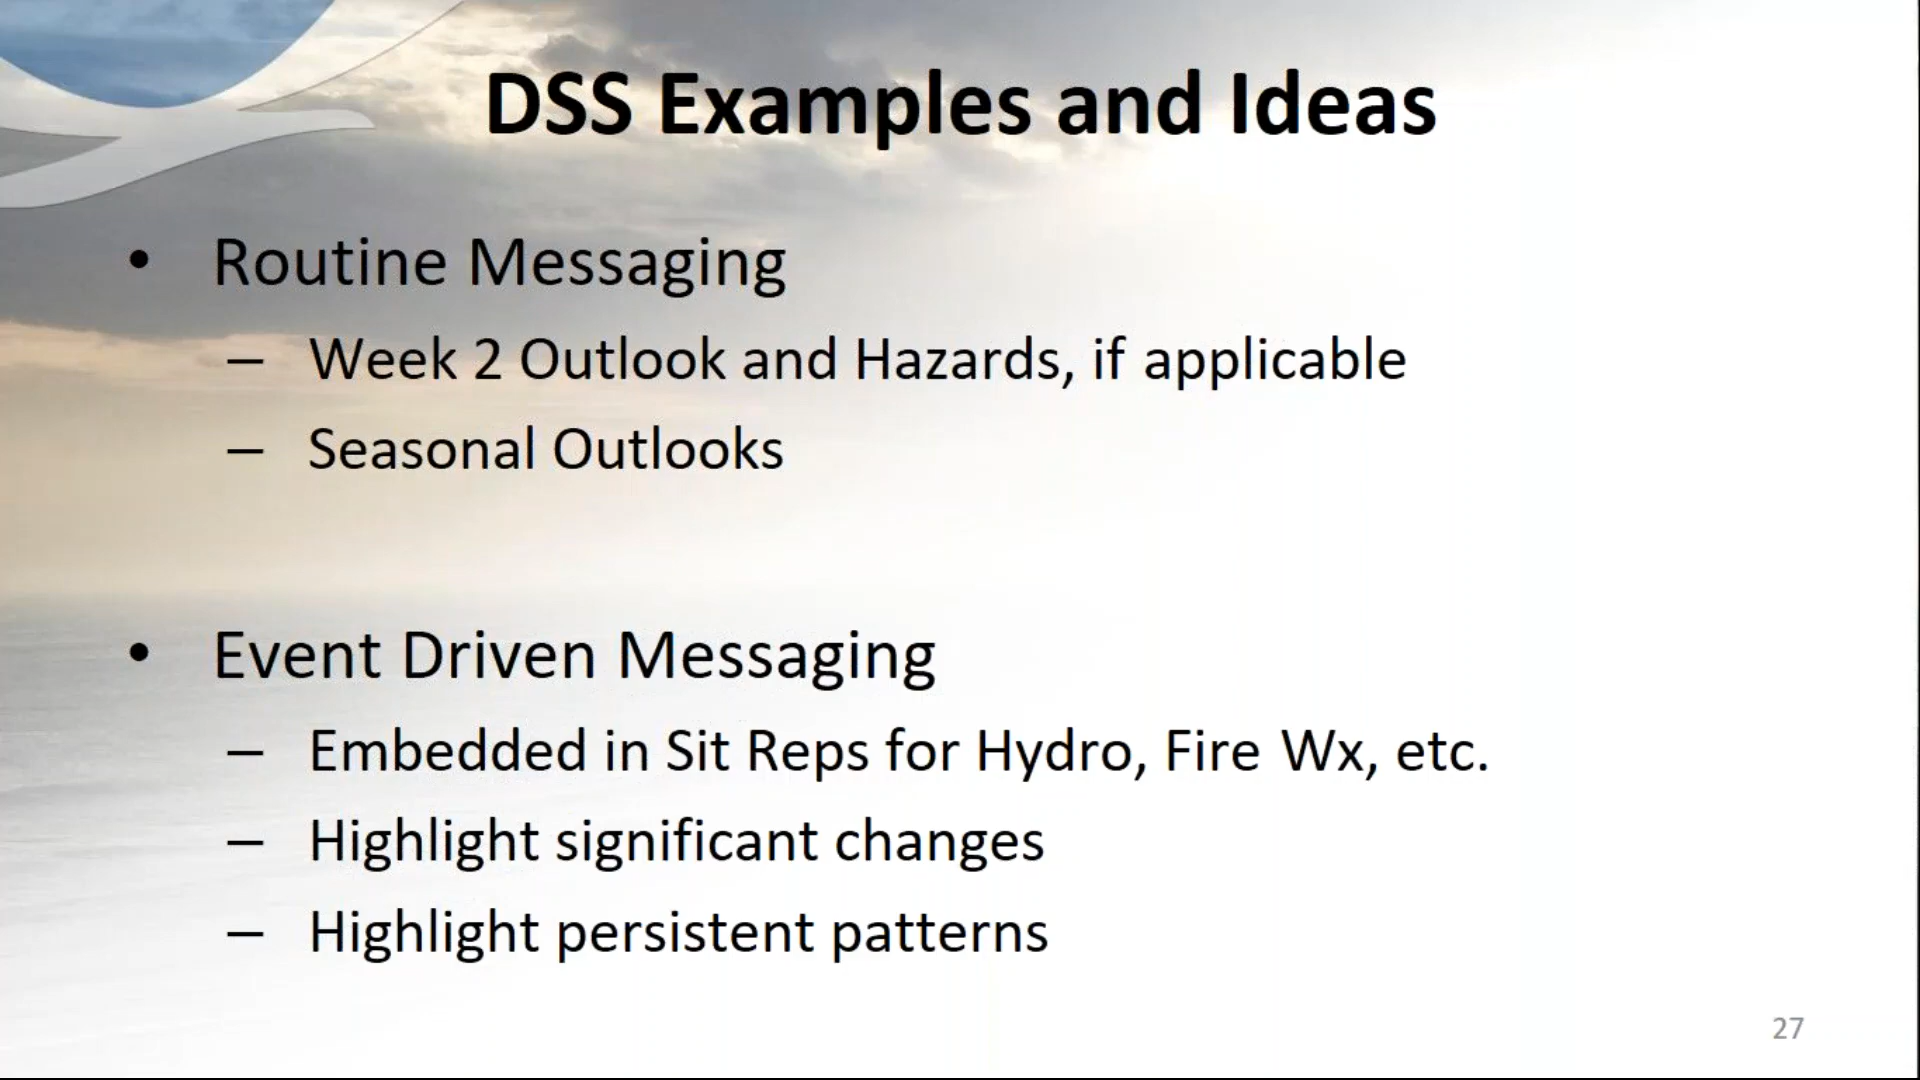 DSS Examples and Ideas
• Routine Messaging
– Week 2 Outlook and Hazards, if applicable
– Seasonal Outlooks
• Event Driven Messaging
– Embedded in Sit Reps for Hydro, Fire Wx, etc.
– Highlight significant changes
– Highlight persistent patterns
27